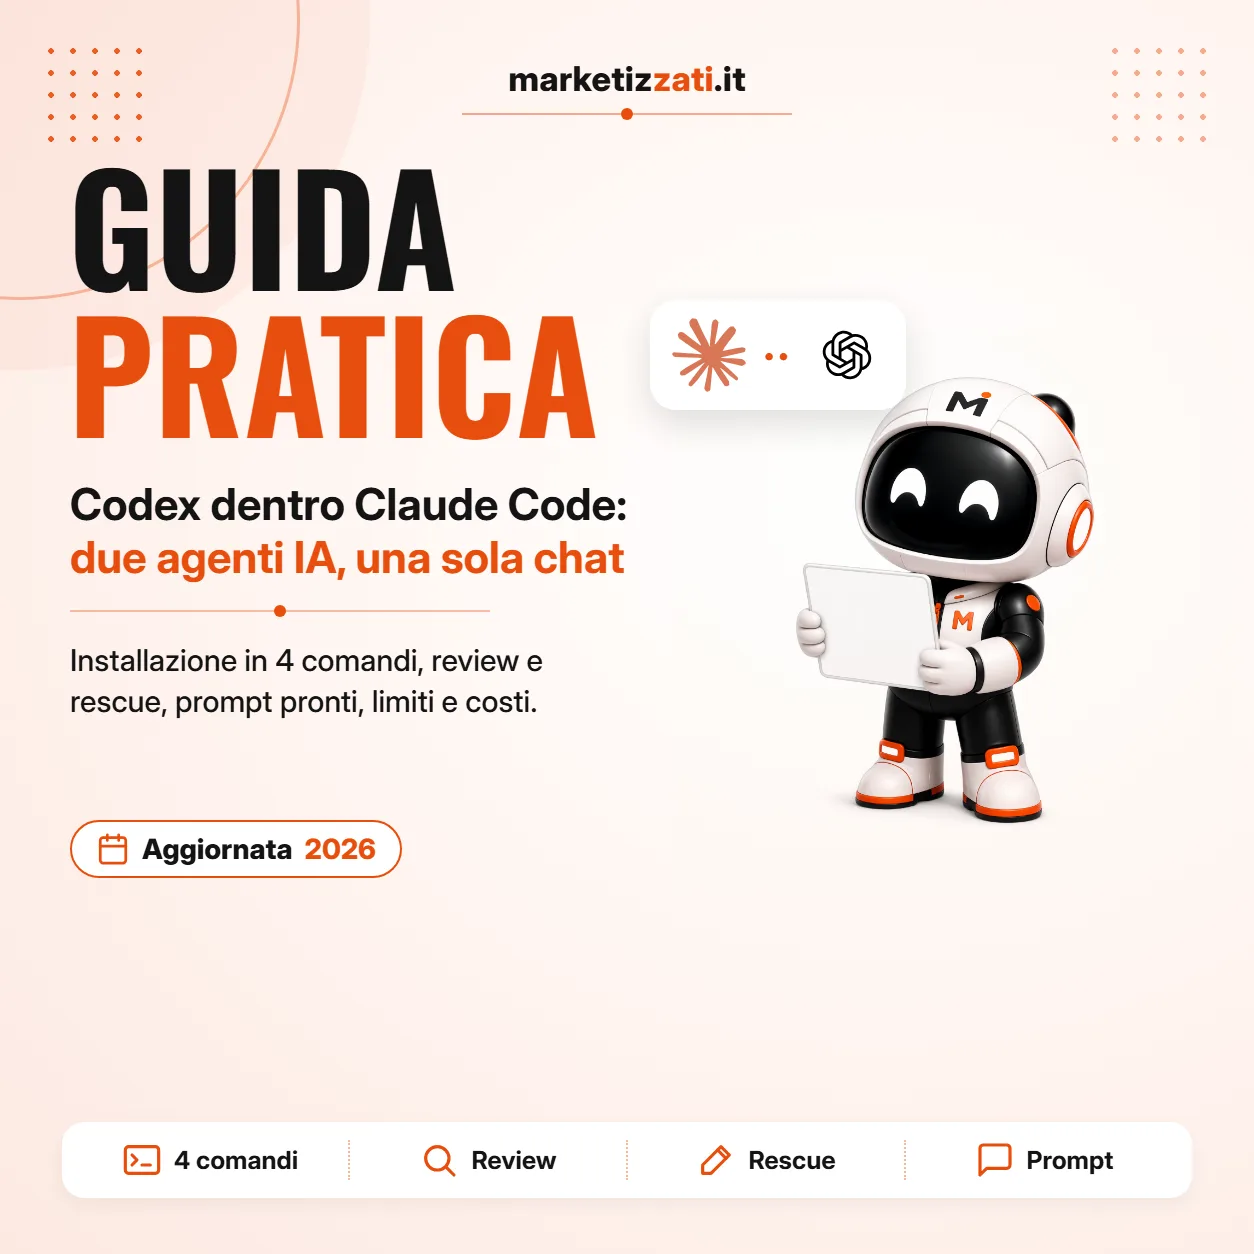 marketizzati.it
GUIDA
PRATICA
Codex dentro Claude Code:
due agenti IA, una sola chat
Installazione in 4 comandi, review e
rescue, prompt pronti, limiti e costi.
Aggiornata 2026
4 comandi
Review
Rescue
Prompt